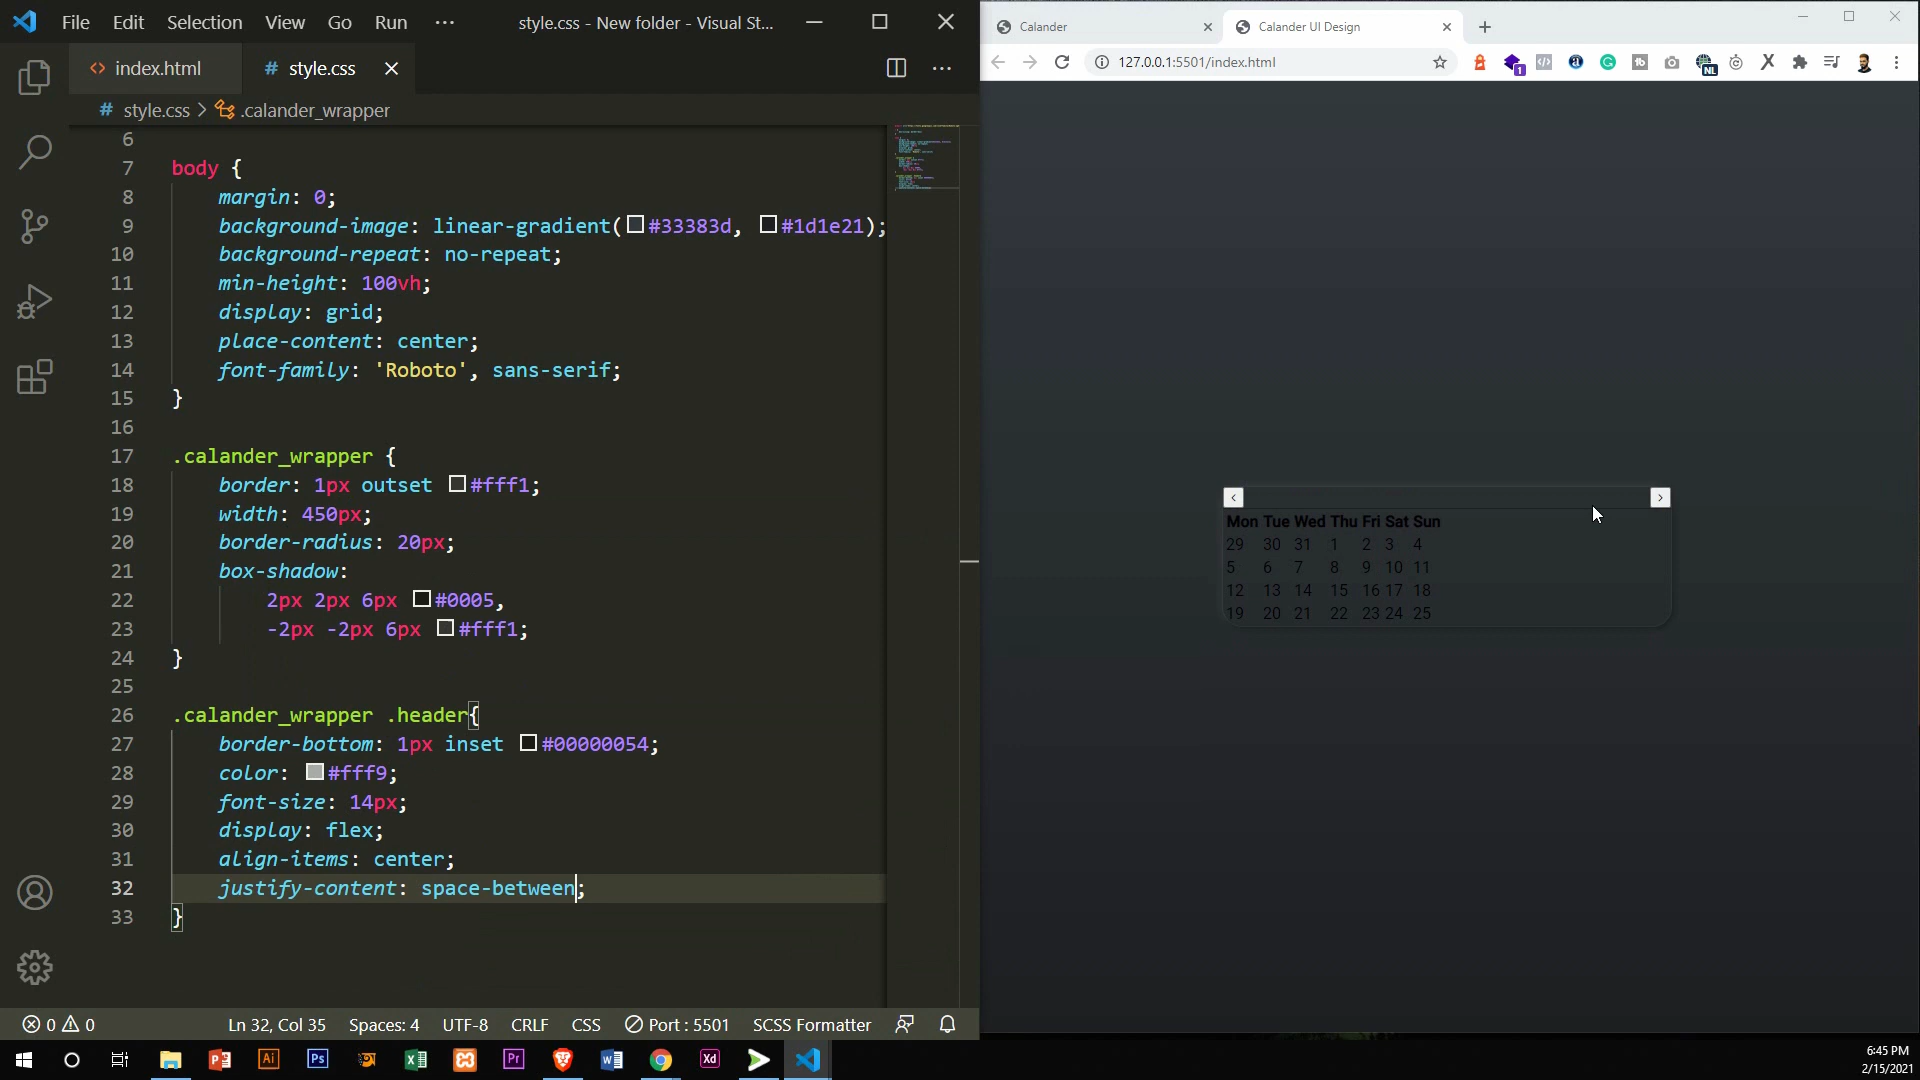 File Edit Selection View Go Run ··· style.css - New folder - Visual St...
index.html # style.css
# style.css > .calander_wrapper
6
7 body {
8 margin: 0;
9 background-image: linear-gradient(#33383d, #1d1e21);
10 background-repeat: no-repeat;
11 min-height: 100vh;
12 display: grid;
13 place-content: center;
14 font-family: 'Roboto', sans-serif;
15 }
16
17 .calander_wrapper {
18 border: 1px outset #fff1;
19 width: 450px;
20 border-radius: 20px;
21 box-shadow:
22 2px 2px 6px #0005,
23 -2px -2px 6px #fff1;
24 }
25
26 .calander_wrapper .header{
27 border-bottom: 1px inset #00000054;
28 color: #fff9;
29 font-size: 14px;
30 display: flex;
31 align-items: center;
32 justify-content: space-between;
33 }
0 0 Ln 32, Col 35 Spaces: 4 UTF-8 CRLF CSS Port : 5501 SCSS Formatter
Calander Calander UI Design
127.0.0.1:5501/index.html
1 NL
< >
Mon Tue Wed Thu Fri Sat Sun
29 30 31 1 2 3 4
5 6 7 8 9 10 11
12 13 14 15 16 17 18
19 20 21 22 23 24 25
Ai Ps Pr Xd
6:45 PM
2/15/2021